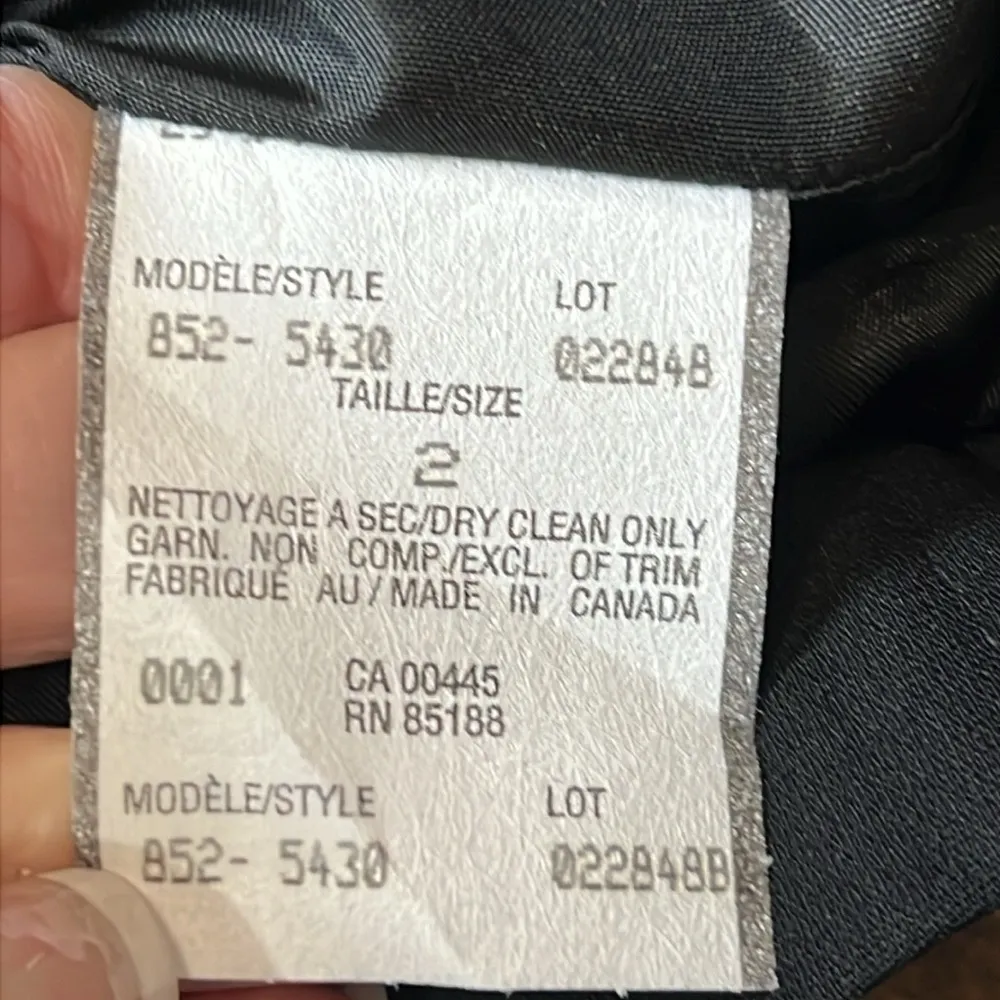 MODÈLE/STYLE LOT
852- 5430 022848
TAILLE/SIZE
2
NETTOYAGE A SEC/DRY CLEAN ONLY
GARN. NON COMP./EXCL. OF TRIM
FABRIQUÉ AU / MADE IN CANADA
0001 CA 00445
RN 85188
MODÈLE/STYLE LOT
852- 5430 022848B